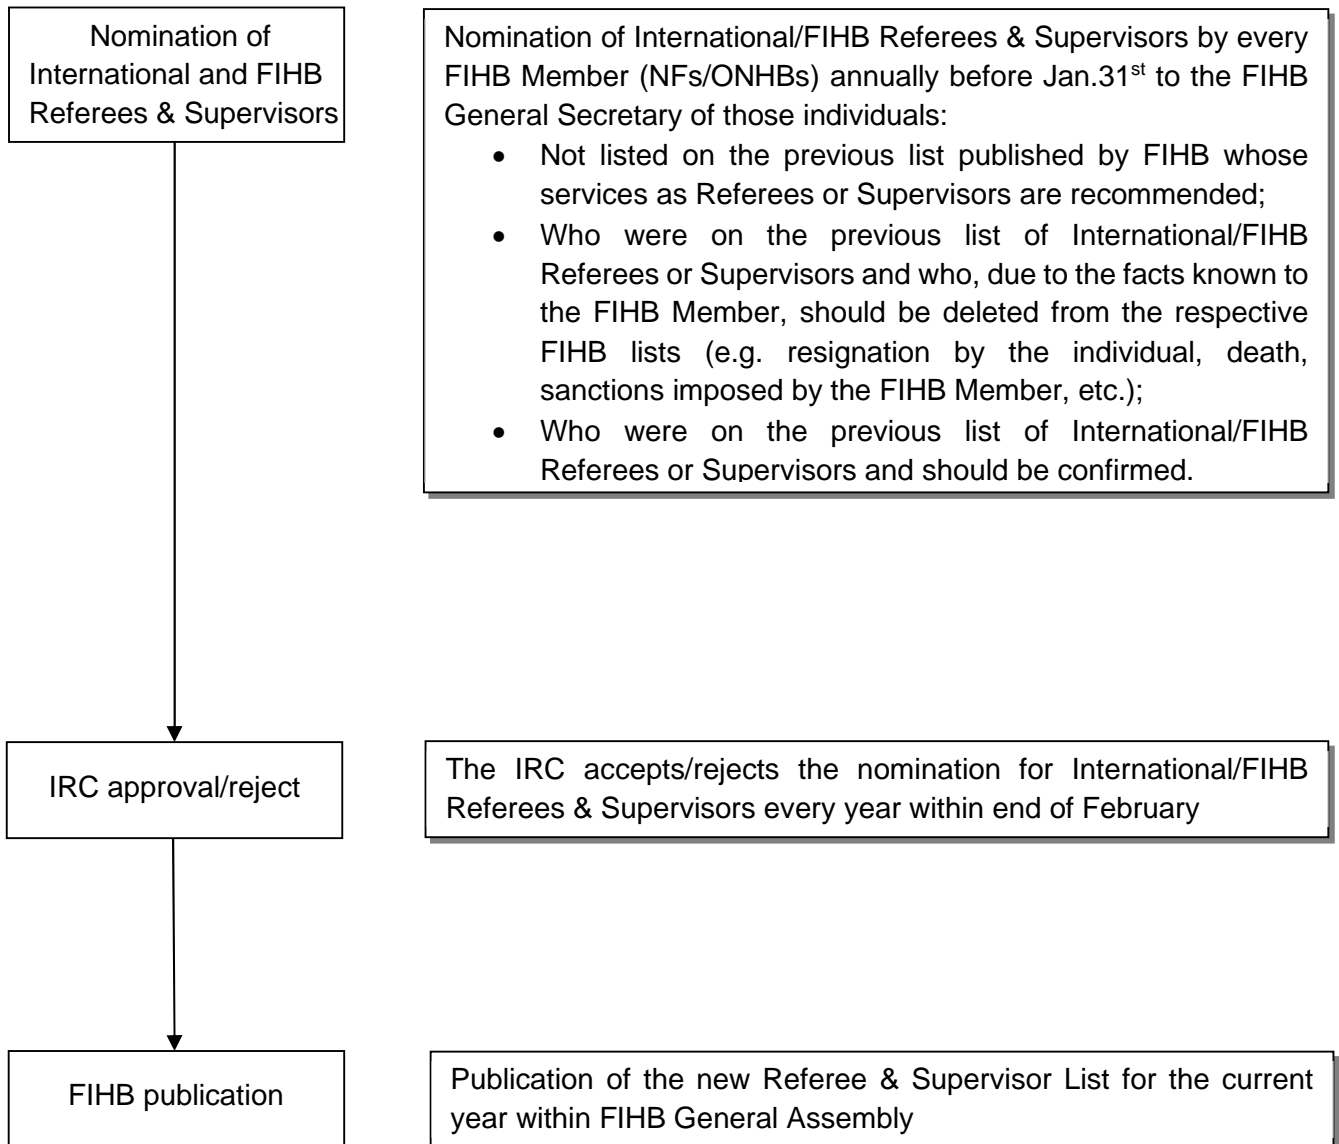 Nomination of
International and FIHB
Referees & Supervisors
Nomination of International/FIHB Referees & Supervisors by every
FIHB Member (NFs/ONHBs) annually before Jan.31st to the FIHB
General Secretary of those individuals:
• Not listed on the previous list published by FIHB whose
services as Referees or Supervisors are recommended;
• Who were on the previous list of International/FIHB
Referees or Supervisors and who, due to the facts known to
the FIHB Member, should be deleted from the respective
FIHB lists (e.g. resignation by the individual, death,
sanctions imposed by the FIHB Member, etc.);
• Who were on the previous list of International/FIHB
Referees or Supervisors and should be confirmed.
IRC approval/reject
The IRC accepts/rejects the nomination for International/FIHB
Referees & Supervisors every year within end of February
FIHB publication
Publication of the new Referee & Supervisor List for the current
year within FIHB General Assembly